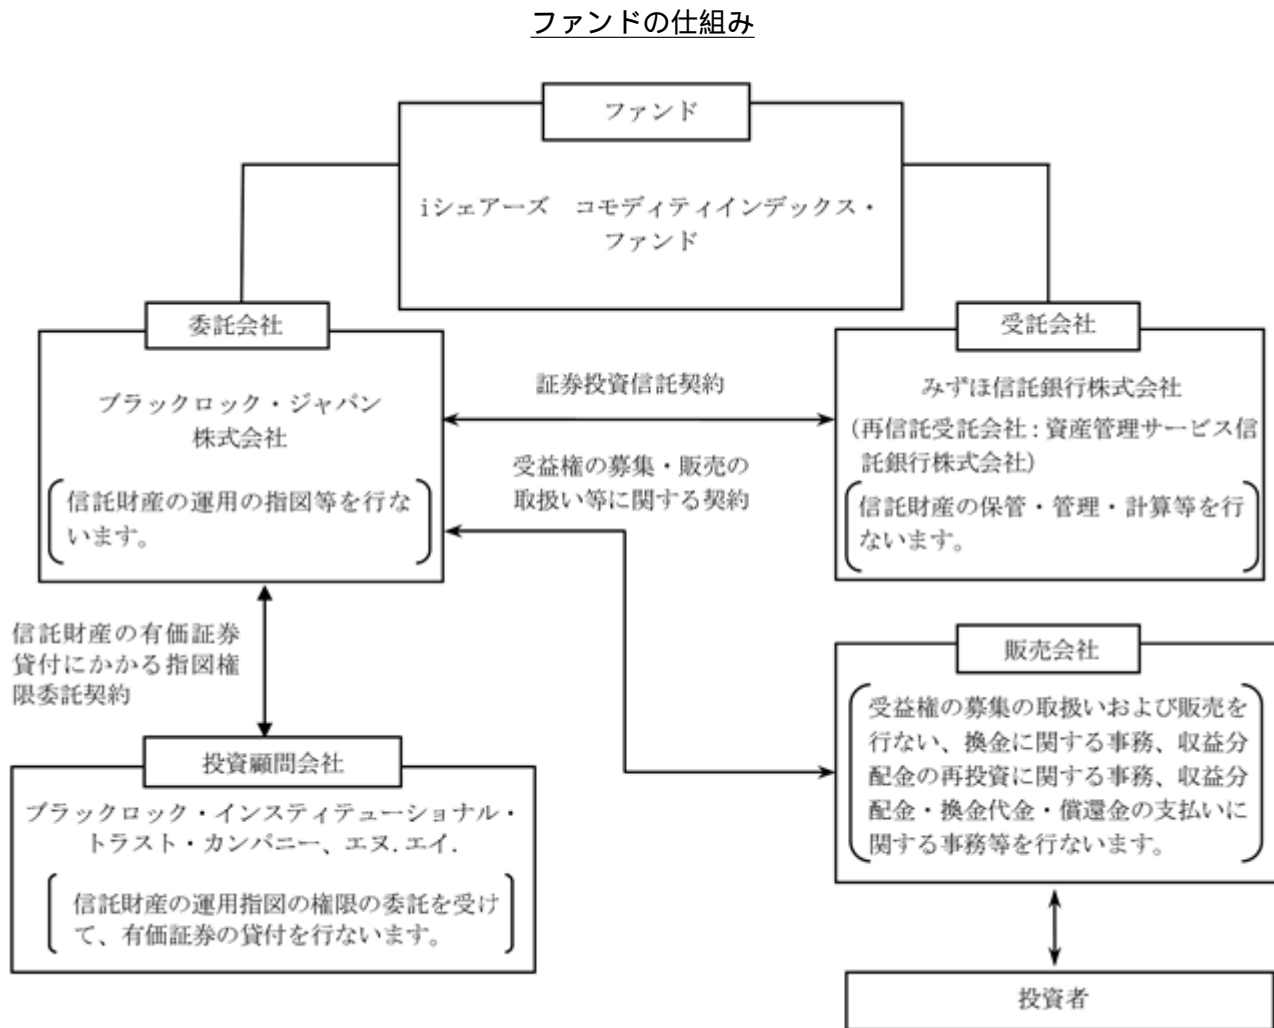 ファンドの仕組み
ファンド
iシェアーズ　コモディティインデックス・
ファンド
委託会社
ブラックロック・ジャパン
株式会社
信託財産の運用の指図等を行な
います。
証券投資信託契約
受益権の募集・販売の
取扱い等に関する契約
受託会社
みずほ信託銀行株式会社
(再信託受託会社:資産管理サービス信
託銀行株式会社)
信託財産の保管・管理・計算等を行
ないます。
信託財産の有価証券
貸付にかかる指図権
限委託契約
投資顧問会社
ブラックロック・インスティテューショナル・
トラスト・カンパニー、エヌ.エイ.
信託財産の運用指図の権限の委託を受け
て、有価証券の貸付を行ないます。
販売会社
受益権の募集の取扱いおよび販売を
行ない、換金に関する事務、収益分
配金の再投資に関する事務、収益分
配金・換金代金・償還金の支払いに
関する事務等を行ないます。
投資者